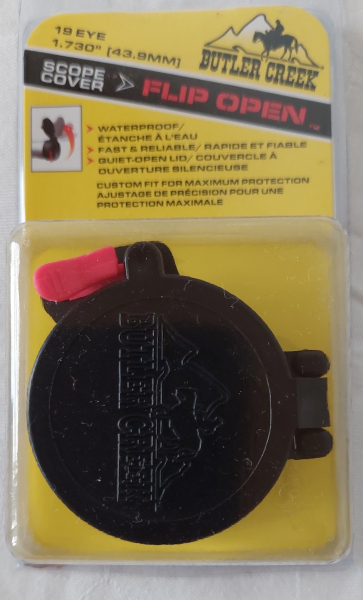 19 EYE
1.730" [43.9MM]
BUTLER CREEK
SCOPE
COVER > FLIP OPEN™
WATERPROOF/
ÉTANCHE À L'EAU
FAST & RELIABLE/ RAPIDE ET FIABLE
QUIET-OPEN LID/ COUVERCLE À
OUVERTURE SILENCIEUSE
CUSTOM FIT FOR MAXIMUM PROTECTION
AJUSTAGE DE PRÉCISION POUR UNE
PROTECTION MAXIMALE
BUTLER CREEK